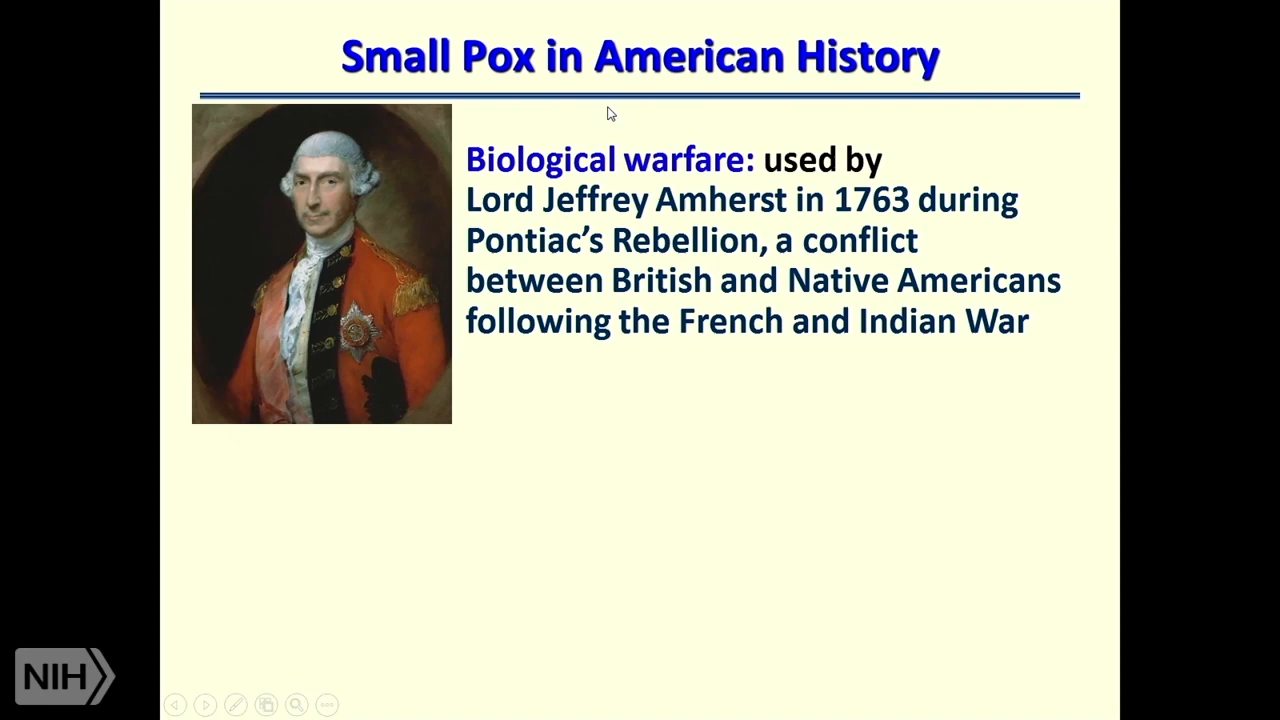 Small Pox in American History
Biological warfare: used by
Lord Jeffrey Amherst in 1763 during
Pontiac’s Rebellion, a conflict
between British and Native Americans
following the French and Indian War
NIH